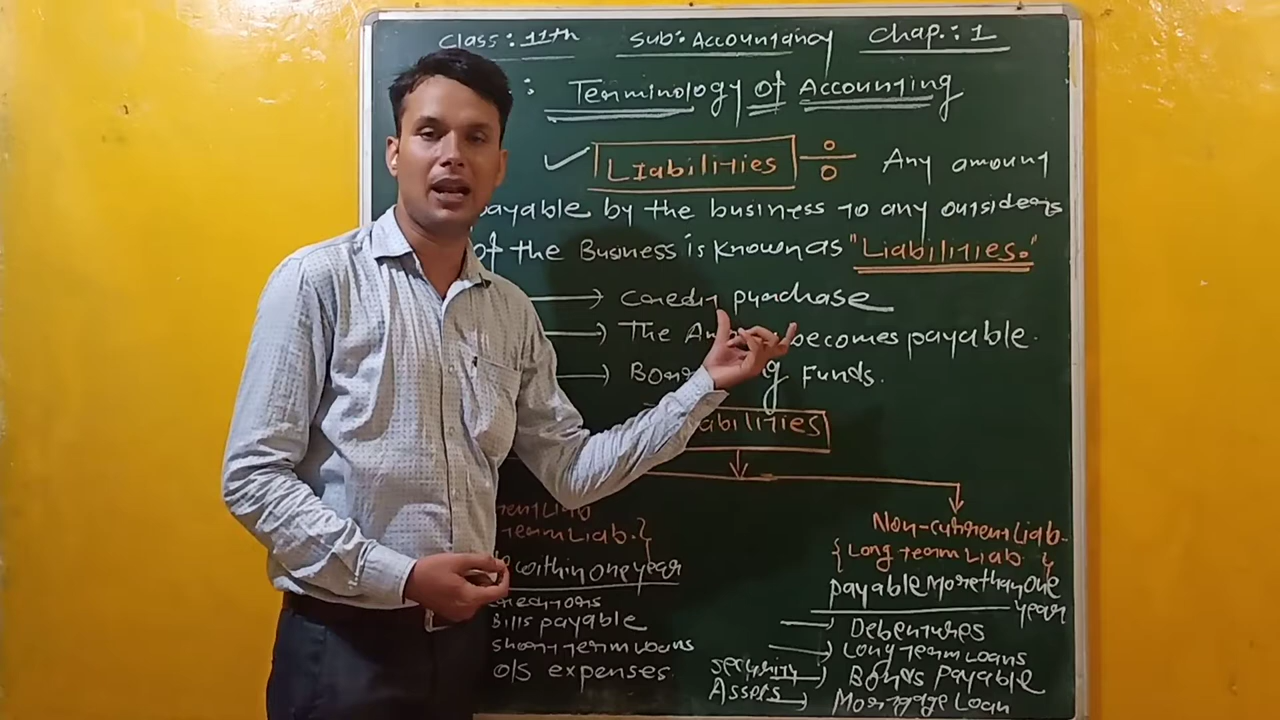 Class: 11th Sub: Accountancy Chap.: 1
: Terminology of Accounting
Liabilities Any amount
payable by the business to any outsiders
of the Business is known as "Liabilities."
Credit purchase
The becomes payable.
Funds.
abilities
Non-current Liab.
Term Liab. } { Long term Liab. }
within one year payable More than one
year
Creditors Debentures
Bills payable Long Term Loans
Short term Loans security Bonds Payable
O/S expenses. Assets Mortgage Loan